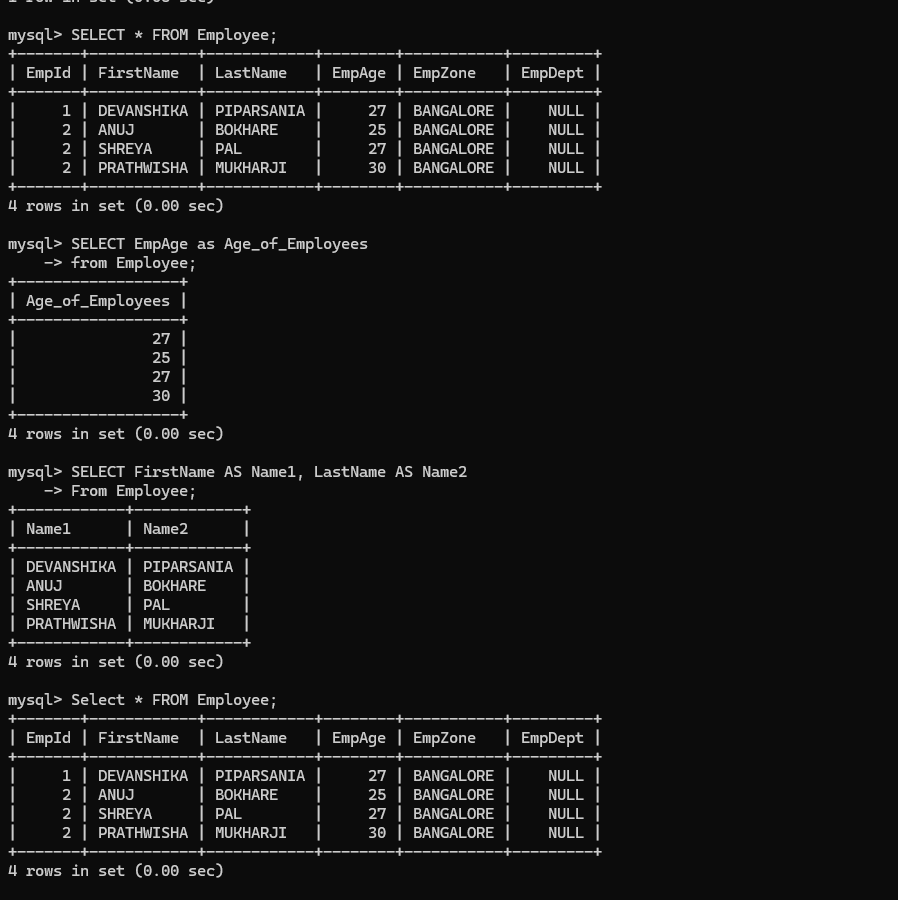 1 row in set (0.00 sec)
mysql> SELECT * FROM Employee;
+-------+------------+------------+--------+-----------+---------+
| EmpId | FirstName  | LastName   | EmpAge | EmpZone   | EmpDept |
+-------+------------+------------+--------+-----------+---------+
|     1 | DEVANSHIKA | PIPARSANIA |     27 | BANGALORE |    NULL |
|     2 | ANUJ       | BOKHARE    |     25 | BANGALORE |    NULL |
|     2 | SHREYA     | PAL        |     27 | BANGALORE |    NULL |
|     2 | PRATHWISHA | MUKHARJI   |     30 | BANGALORE |    NULL |
+-------+------------+------------+--------+-----------+---------+
4 rows in set (0.00 sec)
mysql> SELECT EmpAge as Age_of_Employees
    -> from Employee;
+------------------+
| Age_of_Employees |
+------------------+
|               27 |
|               25 |
|               27 |
|               30 |
+------------------+
4 rows in set (0.00 sec)
mysql> SELECT FirstName AS Name1, LastName AS Name2
    -> From Employee;
+------------+------------+
| Name1      | Name2      |
+------------+------------+
| DEVANSHIKA | PIPARSANIA |
| ANUJ       | BOKHARE    |
| SHREYA     | PAL        |
| PRATHWISHA | MUKHARJI   |
+------------+------------+
4 rows in set (0.00 sec)
mysql> Select * FROM Employee;
+-------+------------+------------+--------+-----------+---------+
| EmpId | FirstName  | LastName   | EmpAge | EmpZone   | EmpDept |
+-------+------------+------------+--------+-----------+---------+
|     1 | DEVANSHIKA | PIPARSANIA |     27 | BANGALORE |    NULL |
|     2 | ANUJ       | BOKHARE    |     25 | BANGALORE |    NULL |
|     2 | SHREYA     | PAL        |     27 | BANGALORE |    NULL |
|     2 | PRATHWISHA | MUKHARJI   |     30 | BANGALORE |    NULL |
+-------+------------+------------+--------+-----------+---------+
4 rows in set (0.00 sec)